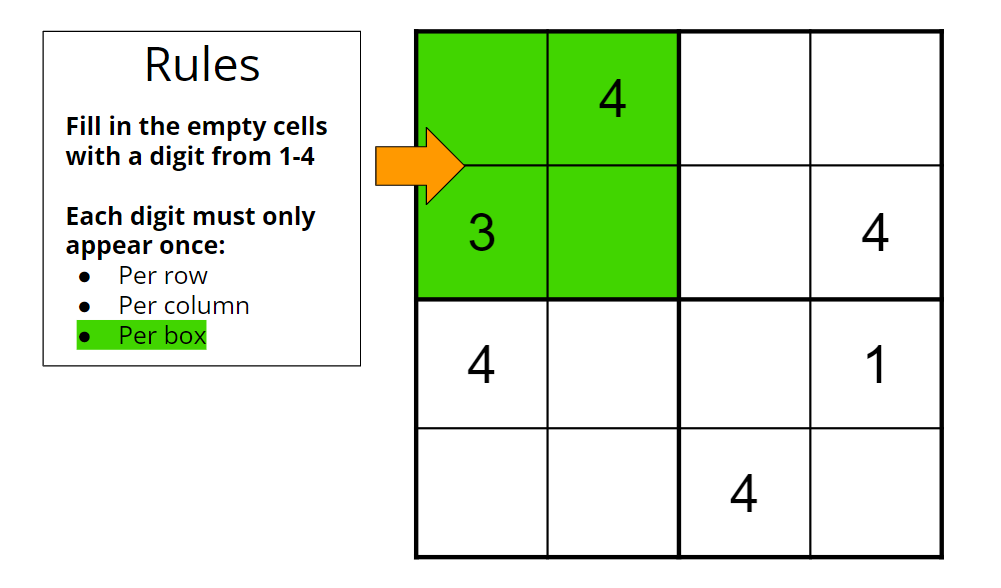 Rules
Fill in the empty cells
with a digit from 1-4
Each digit must only
appear once:
● Per row
● Per column
● Per box
4
3 4
4 1
4